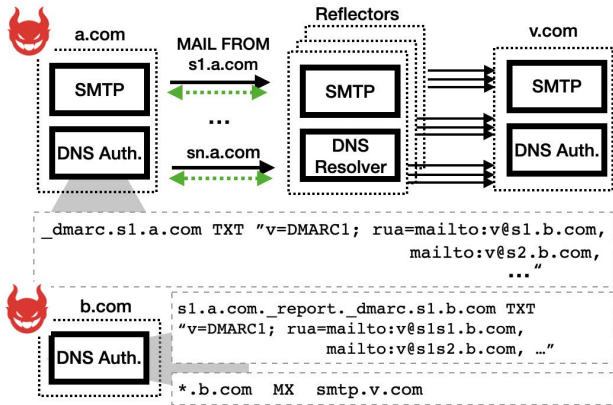 Reflectors
a.com
v.com
MAIL FROM
s1.a.com
SMTP
SMTP
SMTP
...
DNS Auth.
sn.a.com
DNS
Resolver
DNS Auth.
_dmarc.s1.a.com TXT ”v=DMARC1; rua=mailto:v@s1.b.com,
mailto:v@s2.b.com,
...“
b.com
DNS Auth.
s1.a.com._report._dmarc.s1.b.com TXT
“v=DMARC1; rua=mailto:v@s1s1.b.com,
mailto:v@s1s2.b.com, …”
*.b.com MX smtp.v.com